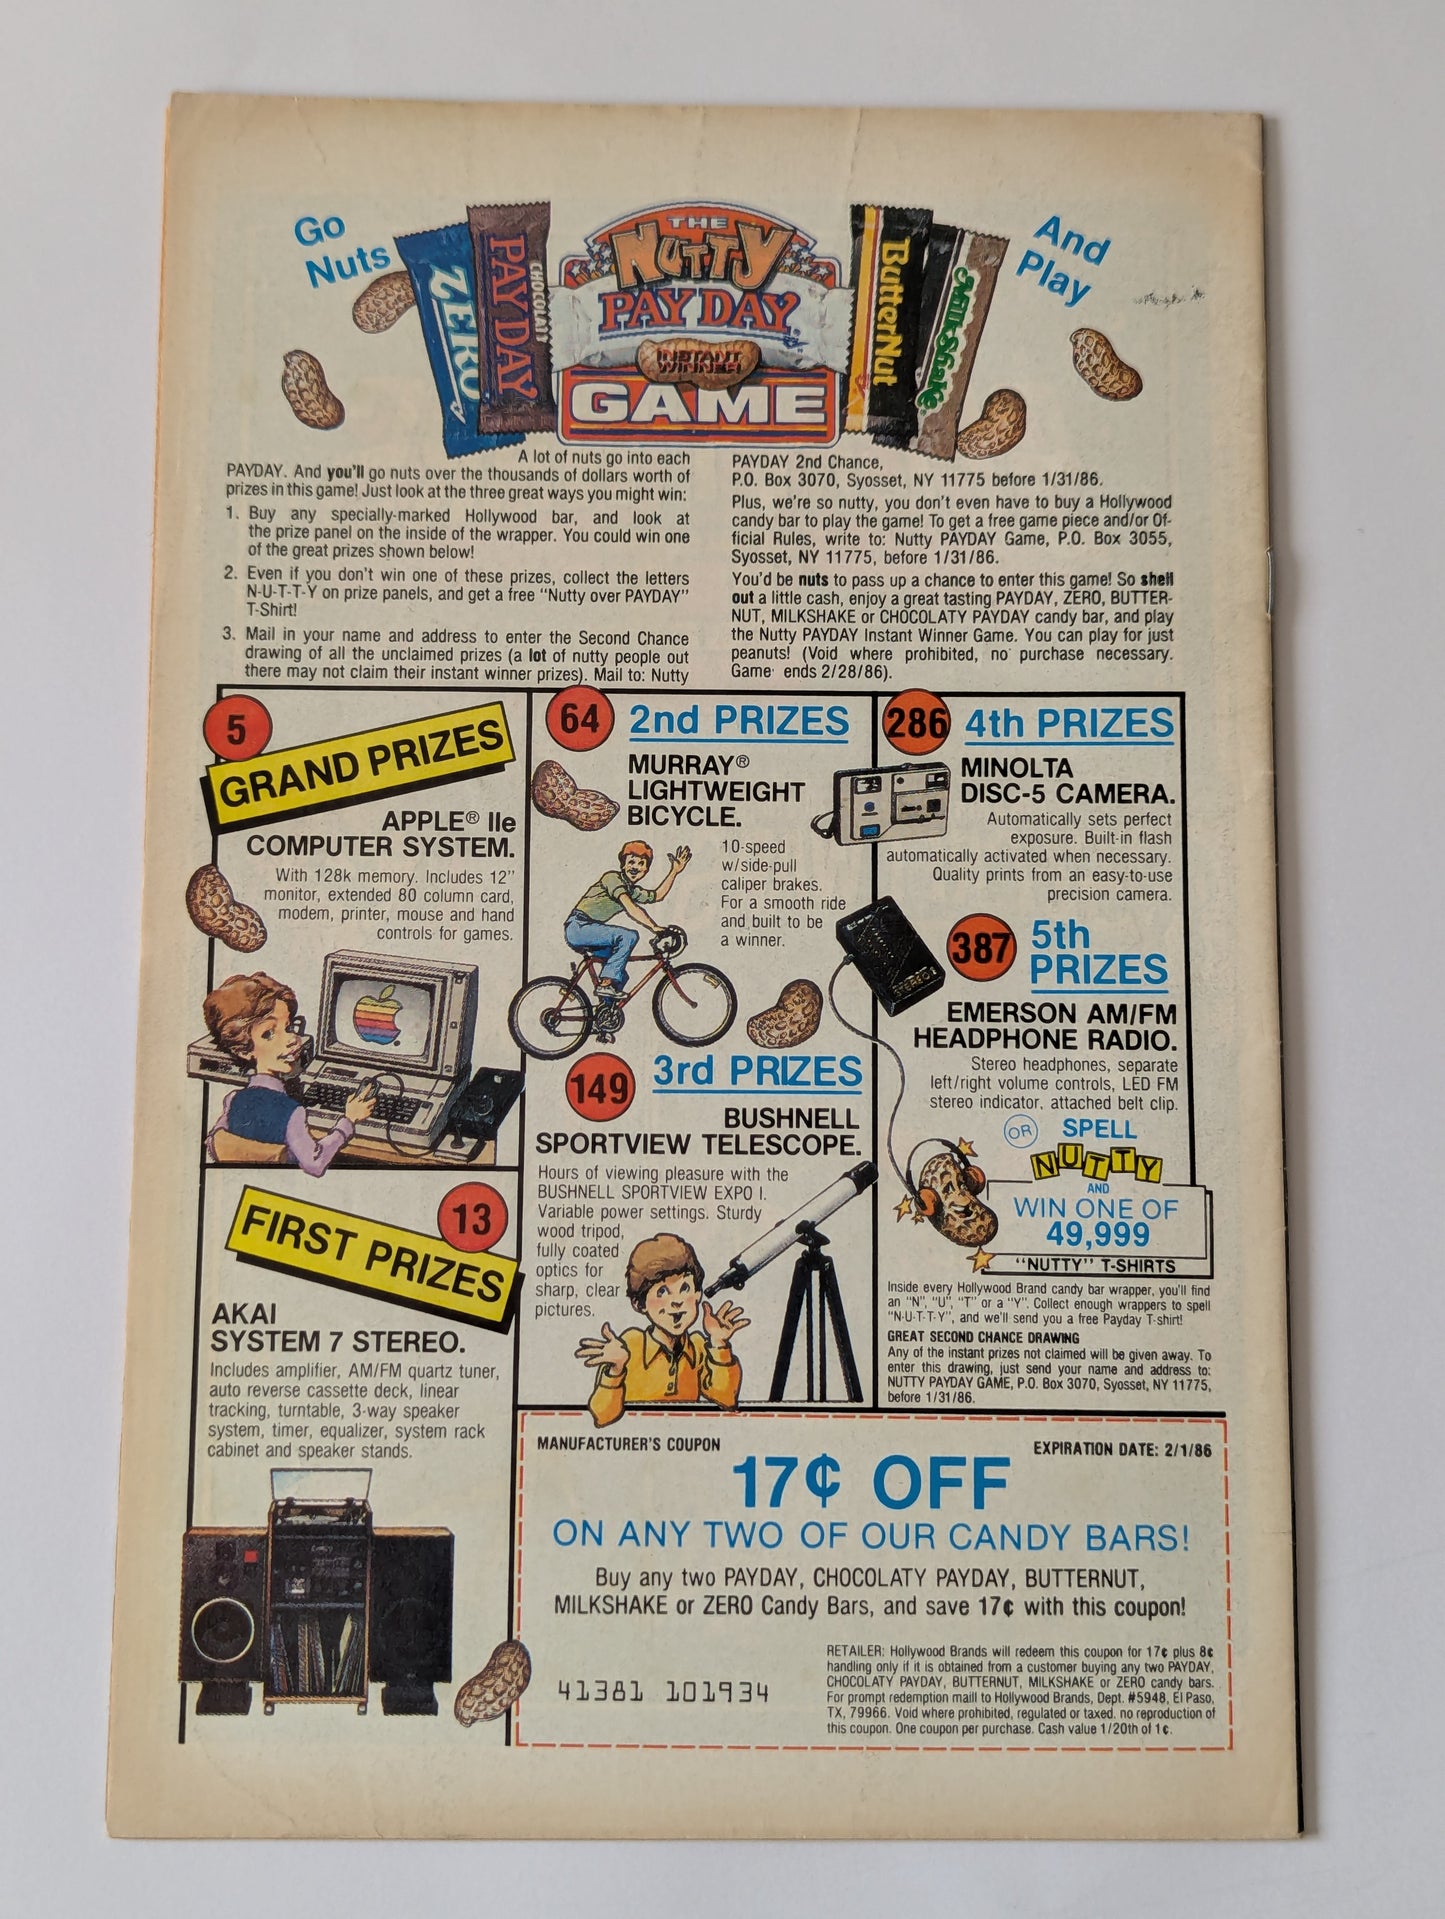 Go
Nuts
And
Play
ZERO
CHOCOLATY
PAY DAY
THE
NUTTY
PAY DAY
INSTANT
WINNER
GAME
ButterNut
Milk-Shake
A lot of nuts go into each
PAYDAY. And you'll go nuts over the thousands of dollars worth of
prizes in this game! Just look at the three great ways you might win:
1. Buy any specially-marked Hollywood bar, and look at
the prize panel on the inside of the wrapper. You could win one
of the great prizes shown below!
2. Even if you don't win one of these prizes, collect the letters
N-U-T-T-Y on prize panels, and get a free "Nutty over PAYDAY"
T-Shirt!
3. Mail in your name and address to enter the Second Chance
drawing of all the unclaimed prizes (a lot of nutty people out
there may not claim their instant winner prizes). Mail to: Nutty
PAYDAY 2nd Chance,
P.O. Box 3070, Syosset, NY 11775 before 1/31/86.
Plus, we're so nutty, you don't even have to buy a Hollywood
candy bar to play the game! To get a free game piece and/or Of-
ficial Rules, write to: Nutty PAYDAY Game, P.O. Box 3055,
Syosset, NY 11775, before 1/31/86.
You'd be nuts to pass up a chance to enter this game! So shell
out a little cash, enjoy a great tasting PAYDAY, ZERO, BUTTER-
NUT, MILKSHAKE or CHOCOLATY PAYDAY candy bar, and play
the Nutty PAYDAY Instant Winner Game. You can play for just
peanuts! (Void where prohibited, no purchase necessary.
Game ends 2/28/86).
5
GRAND PRIZES
APPLE® IIe
COMPUTER SYSTEM.
With 128k memory. Includes 12"
monitor, extended 80 column card,
modem, printer, mouse and hand
controls for games.
13
FIRST PRIZES
AKAI
SYSTEM 7 STEREO.
Includes amplifier, AM/FM quartz tuner,
auto reverse cassette deck, linear
tracking, turntable, 3-way speaker
system, timer, equalizer, system rack
cabinet and speaker stands.
64
2nd PRIZES
MURRAY®
LIGHTWEIGHT
BICYCLE.
10-speed
w/side-pull
caliper brakes.
For a smooth ride
and built to be
a winner.
149
3rd PRIZES
BUSHNELL
SPORTVIEW TELESCOPE.
Hours of viewing pleasure with the
BUSHNELL SPORTVIEW EXPO I.
Variable power settings. Sturdy
wood tripod,
fully coated
optics for
sharp, clear
pictures.
286
4th PRIZES
MINOLTA
DISC-5 CAMERA.
Automatically sets perfect
exposure. Built-in flash
automatically activated when necessary.
Quality prints from an easy-to-use
precision camera.
387
5th
PRIZES
STEREO
EMERSON AM/FM
HEADPHONE RADIO.
Stereo headphones, separate
left/right volume controls, LED FM
stereo indicator, attached belt clip.
OR SPELL
NUTTY
AND
WIN ONE OF
49,999
"NUTTY" T-SHIRTS
Inside every Hollywood Brand candy bar wrapper, you'll find
an "N", "U", "T" or a "Y". Collect enough wrappers to spell
"N-U-T-T-Y", and we'll send you a free Payday T-shirt!
GREAT SECOND CHANCE DRAWING
Any of the instant prizes not claimed will be given away. To
enter this drawing, just send your name and address to:
NUTTY PAYDAY GAME, P.O. Box 3070, Syosset, NY 11775,
before 1/31/86.
MANUFACTURER'S COUPON
EXPIRATION DATE: 2/1/86
17¢ OFF
ON ANY TWO OF OUR CANDY BARS!
Buy any two PAYDAY, CHOCOLATY PAYDAY, BUTTERNUT,
MILKSHAKE or ZERO Candy Bars, and save 17¢ with this coupon!
41381 101934
RETAILER: Hollywood Brands will redeem this coupon for 17¢ plus 8¢
handling only if it is obtained from a customer buying any two PAYDAY,
CHOCOLATY PAYDAY, BUTTERNUT, MILKSHAKE or ZERO candy bars.
For prompt redemption maill to Hollywood Brands, Dept. #5948, El Paso,
TX, 79966. Void where prohibited, regulated or taxed. no reproduction of
this coupon. One coupon per purchase. Cash value 1/20th of 1¢.